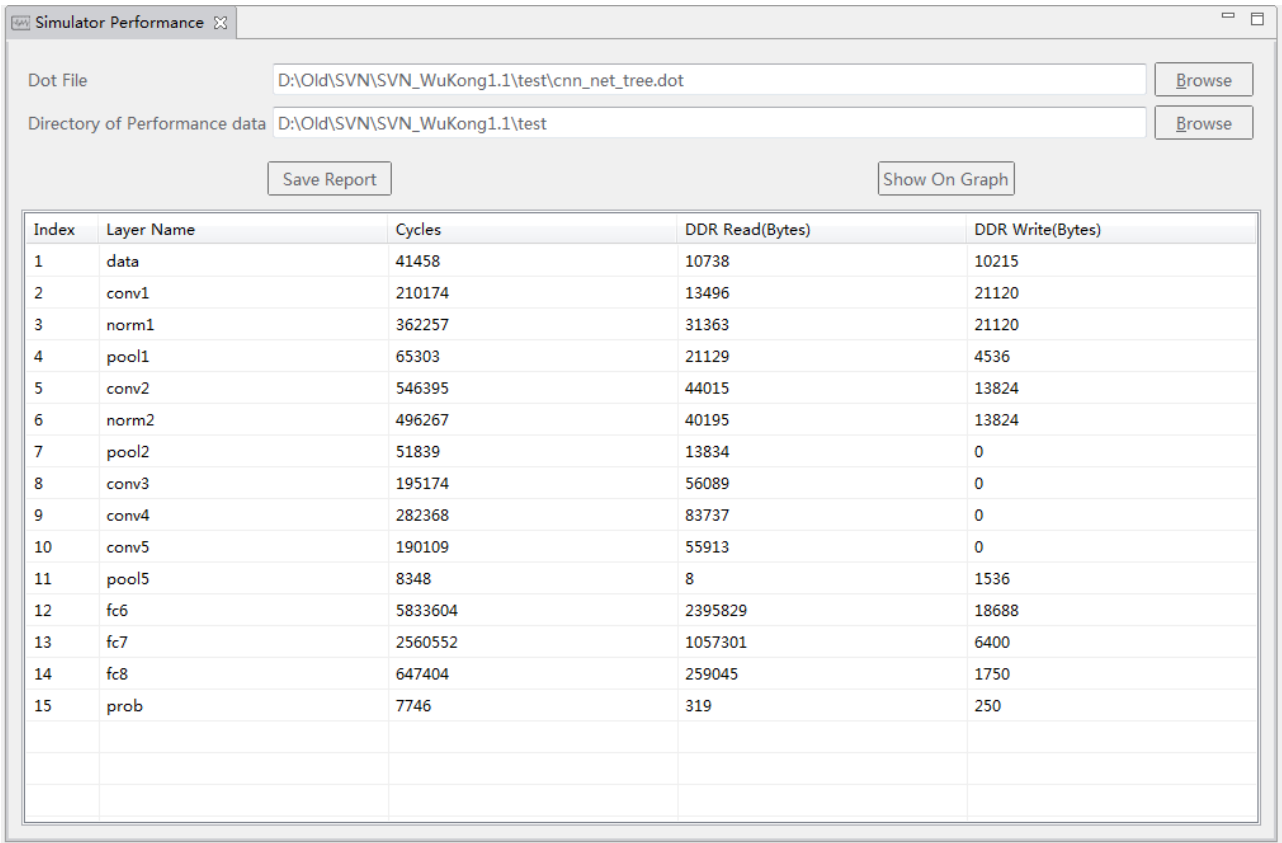 Simulator Performance
Dot File D:\Old\SVN\SVN_WuKong1.1\test\cnn_net_tree.dot Browse
Directory of Performance data D:\Old\SVN\SVN_WuKong1.1\test Browse
Save Report Show On Graph
Index Layer Name Cycles DDR Read(Bytes) DDR Write(Bytes)
1 data 41458 10738 10215
2 conv1 210174 13496 21120
3 norm1 362257 31363 21120
4 pool1 65303 21129 4536
5 conv2 546395 44015 13824
6 norm2 496267 40195 13824
7 pool2 51839 13834 0
8 conv3 195174 56089 0
9 conv4 282368 83737 0
10 conv5 190109 55913 0
11 pool5 8348 8 1536
12 fc6 5833604 2395829 18688
13 fc7 2560552 1057301 6400
14 fc8 647404 259045 1750
15 prob 7746 319 250